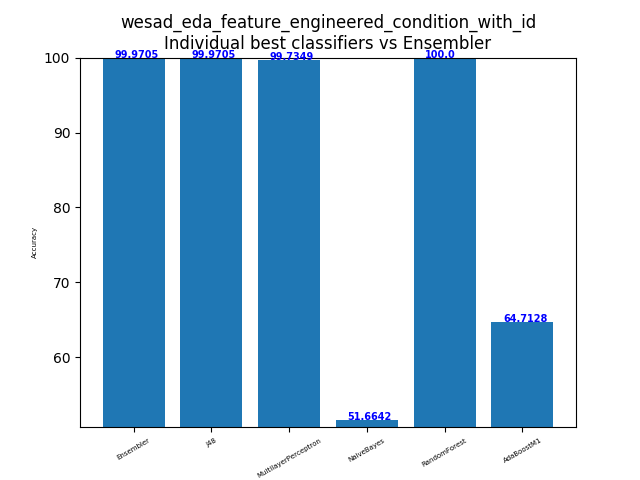 wesad_eda_feature_engineered_condition_with_id
Individual best classifiers vs Ensembler
99.9705
99.9705
99.7349
51.6642
100.0
64.7128
100
90
80
70
60
Accuracy
Ensembler
J48
MultilayerPerceptron
NaiveBayes
RandomForest
AdaBoostM1